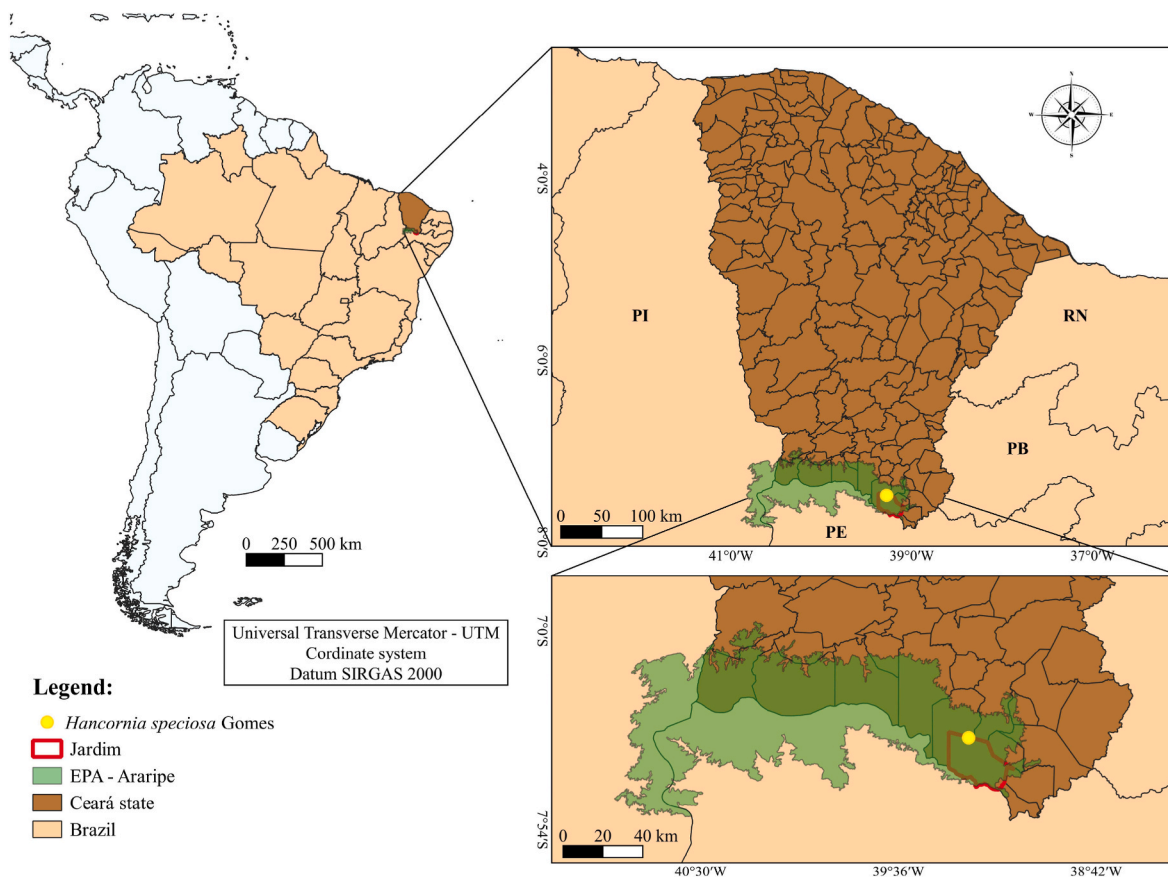 N
W
E
S
4°0'S
6°0'S
8°0'S
PI
RN
PB
PE
0 50 100 km
41°0'W 39°0'W 37°0'W
0 250 500 km
Universal Transverse Mercator - UTM
Cordinate system
Datum SIRGAS 2000
Legend:
Hancornia speciosa Gomes
Jardim
EPA - Araripe
Ceará state
Brazil
7°0'S
7°54'S
0 20 40 km
40°30'W 39°36'W 38°42'W